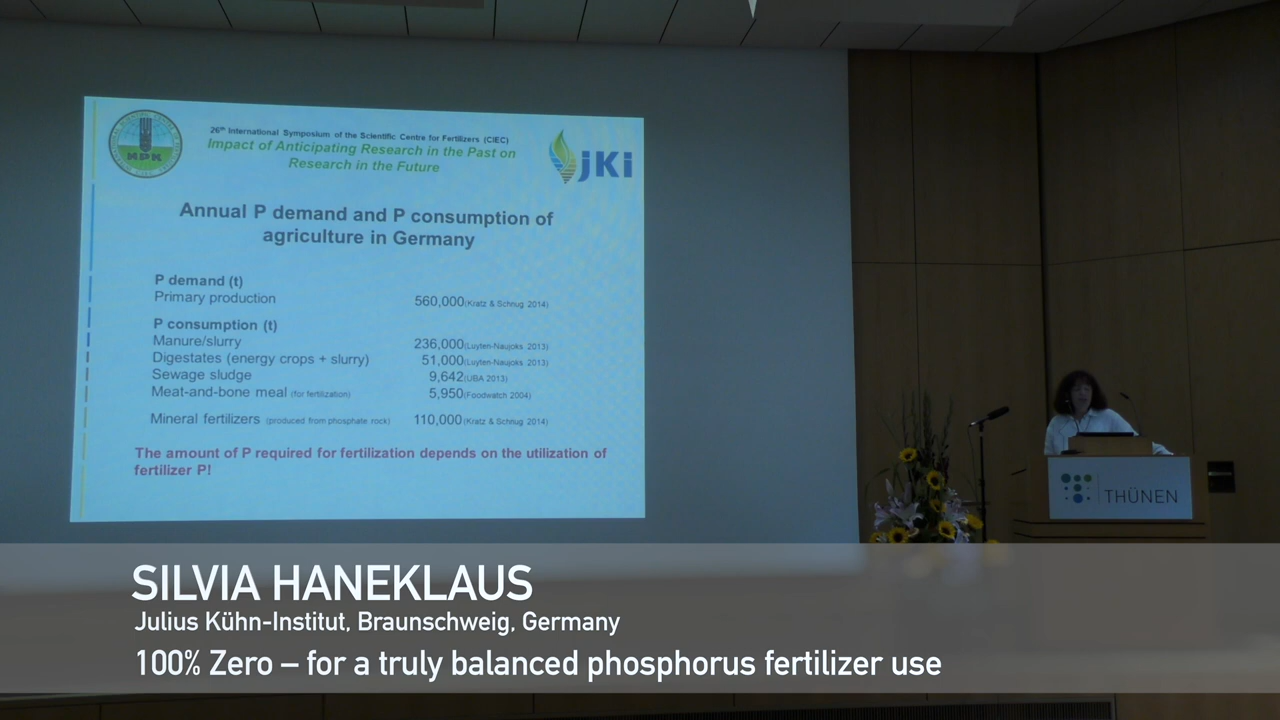 26th International Symposium of the Scientific Centre for Fertilizers (CIEC)
Impact of Anticipating Research in the Past on
Research in the Future
NPK
jKi
Annual P demand and P consumption of
agriculture in Germany
P demand (t)
Primary production 560,000(Kratz & Schnug 2014)
P consumption (t)
Manure/slurry 236,000(Luyten-Naujoks 2013)
Digestates (energy crops + slurry) 51,000(Luyten-Naujoks 2013)
Sewage sludge 9,642(UBA 2013)
Meat-and-bone meal (for fertilization) 5,950(Foodwatch 2004)
Mineral fertilizers (produced from phosphate rock) 110,000(Kratz & Schnug 2014)
The amount of P required for fertilization depends on the utilization of
fertilizer P!
THÜNEN
SILVIA HANEKLAUS
Julius Kühn-Institut, Braunschweig, Germany
100% Zero – for a truly balanced phosphorus fertilizer use